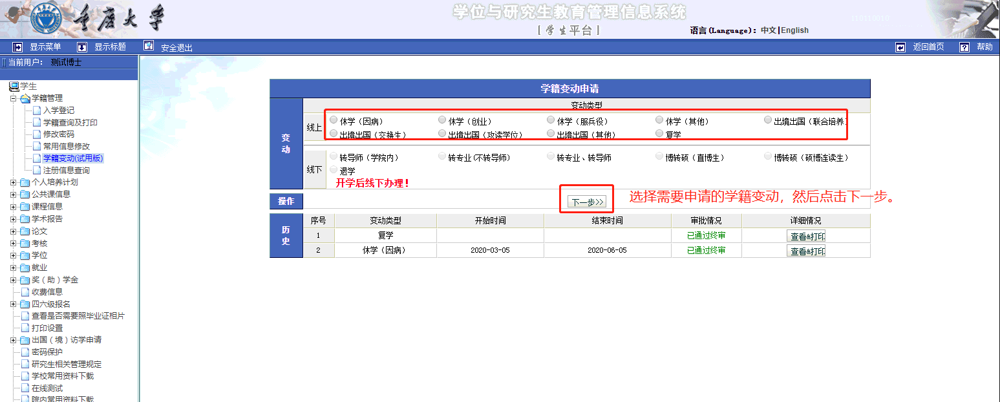 重庆大学
学位与研究生教育管理信息系统
110110010
[ 学生平台 ]
语言(Language): 中文|English
显示菜单 显示标题 安全退出 返回首页 帮助
当前用户: 测试博士
学生
学籍管理
入学登记
学籍查询及打印
修改密码
常用信息修改
学籍变动(试用版)
注册信息查询
个人培养计划
公共课信息
课程信息
学术报告
论文
考核
学位
就业
奖（助）学金
收费信息
四六级报名
查看是否需要照毕业证相片
打印设置
出国（境）访学申请
密码保护
研究生相关管理规定
学校常用资料下载
在线测试
院内常用资料下载
学籍变动申请
变动
变动类型
线上
休学（因病） 休学（创业） 休学（服兵役） 休学（其他） 出境出国（联合培养）
出境出国（交换生） 出境出国（攻读学位） 出境出国（其他） 复学
线下
转导师（学院内） 转专业(不转导师) 转专业、转导师 博转硕（直博生） 博转硕（硕博连读生）
退学
开学后线下办理！
操作 下一步>> 选择需要申请的学籍变动，然后点击下一步。
历史
序号 变动类型 开始时间 结束时间 审批情况 详细情况
1 复学 已通过终审 查看&打印
2 休学（因病） 2020-03-05 2020-06-05 已通过终审 查看&打印